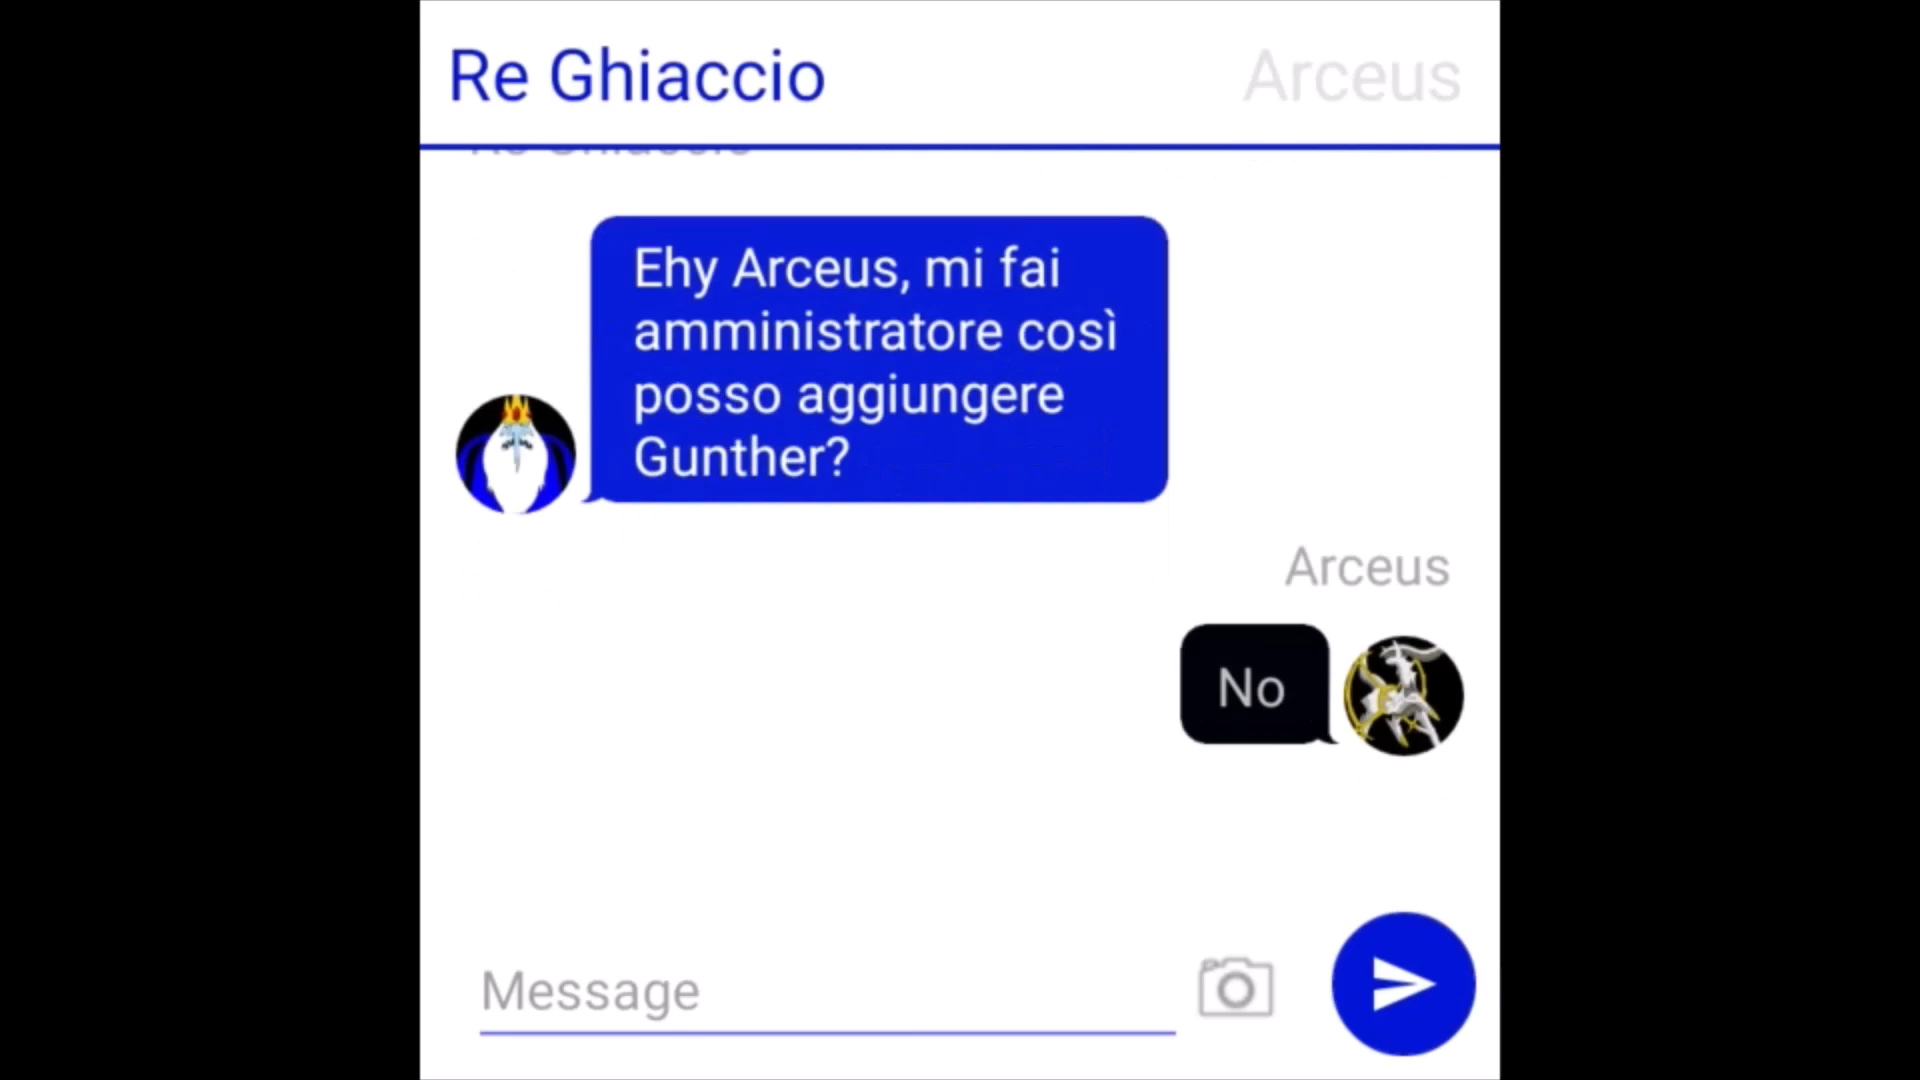 Re Ghiaccio
Arceus
Ehy Arceus, mi fai
amministratore così
posso aggiungere
Gunther?
Arceus
No
Message